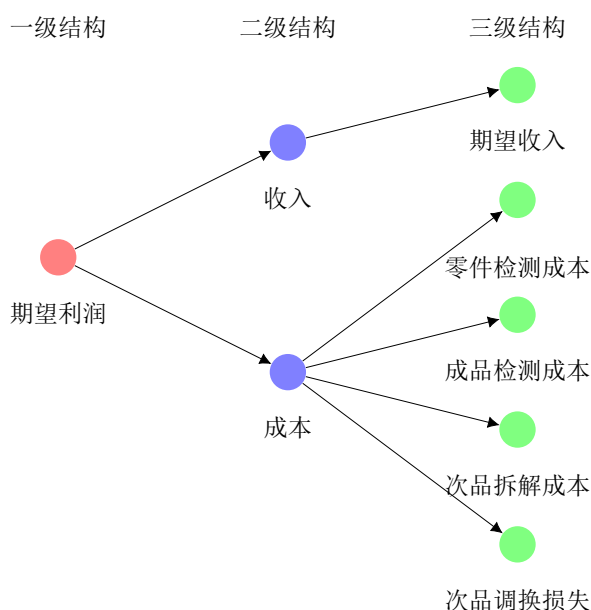 一级结构
二级结构
三级结构
期望收入
收入
零件检测成本
期望利润
成品检测成本
成本
次品拆解成本
次品调换损失